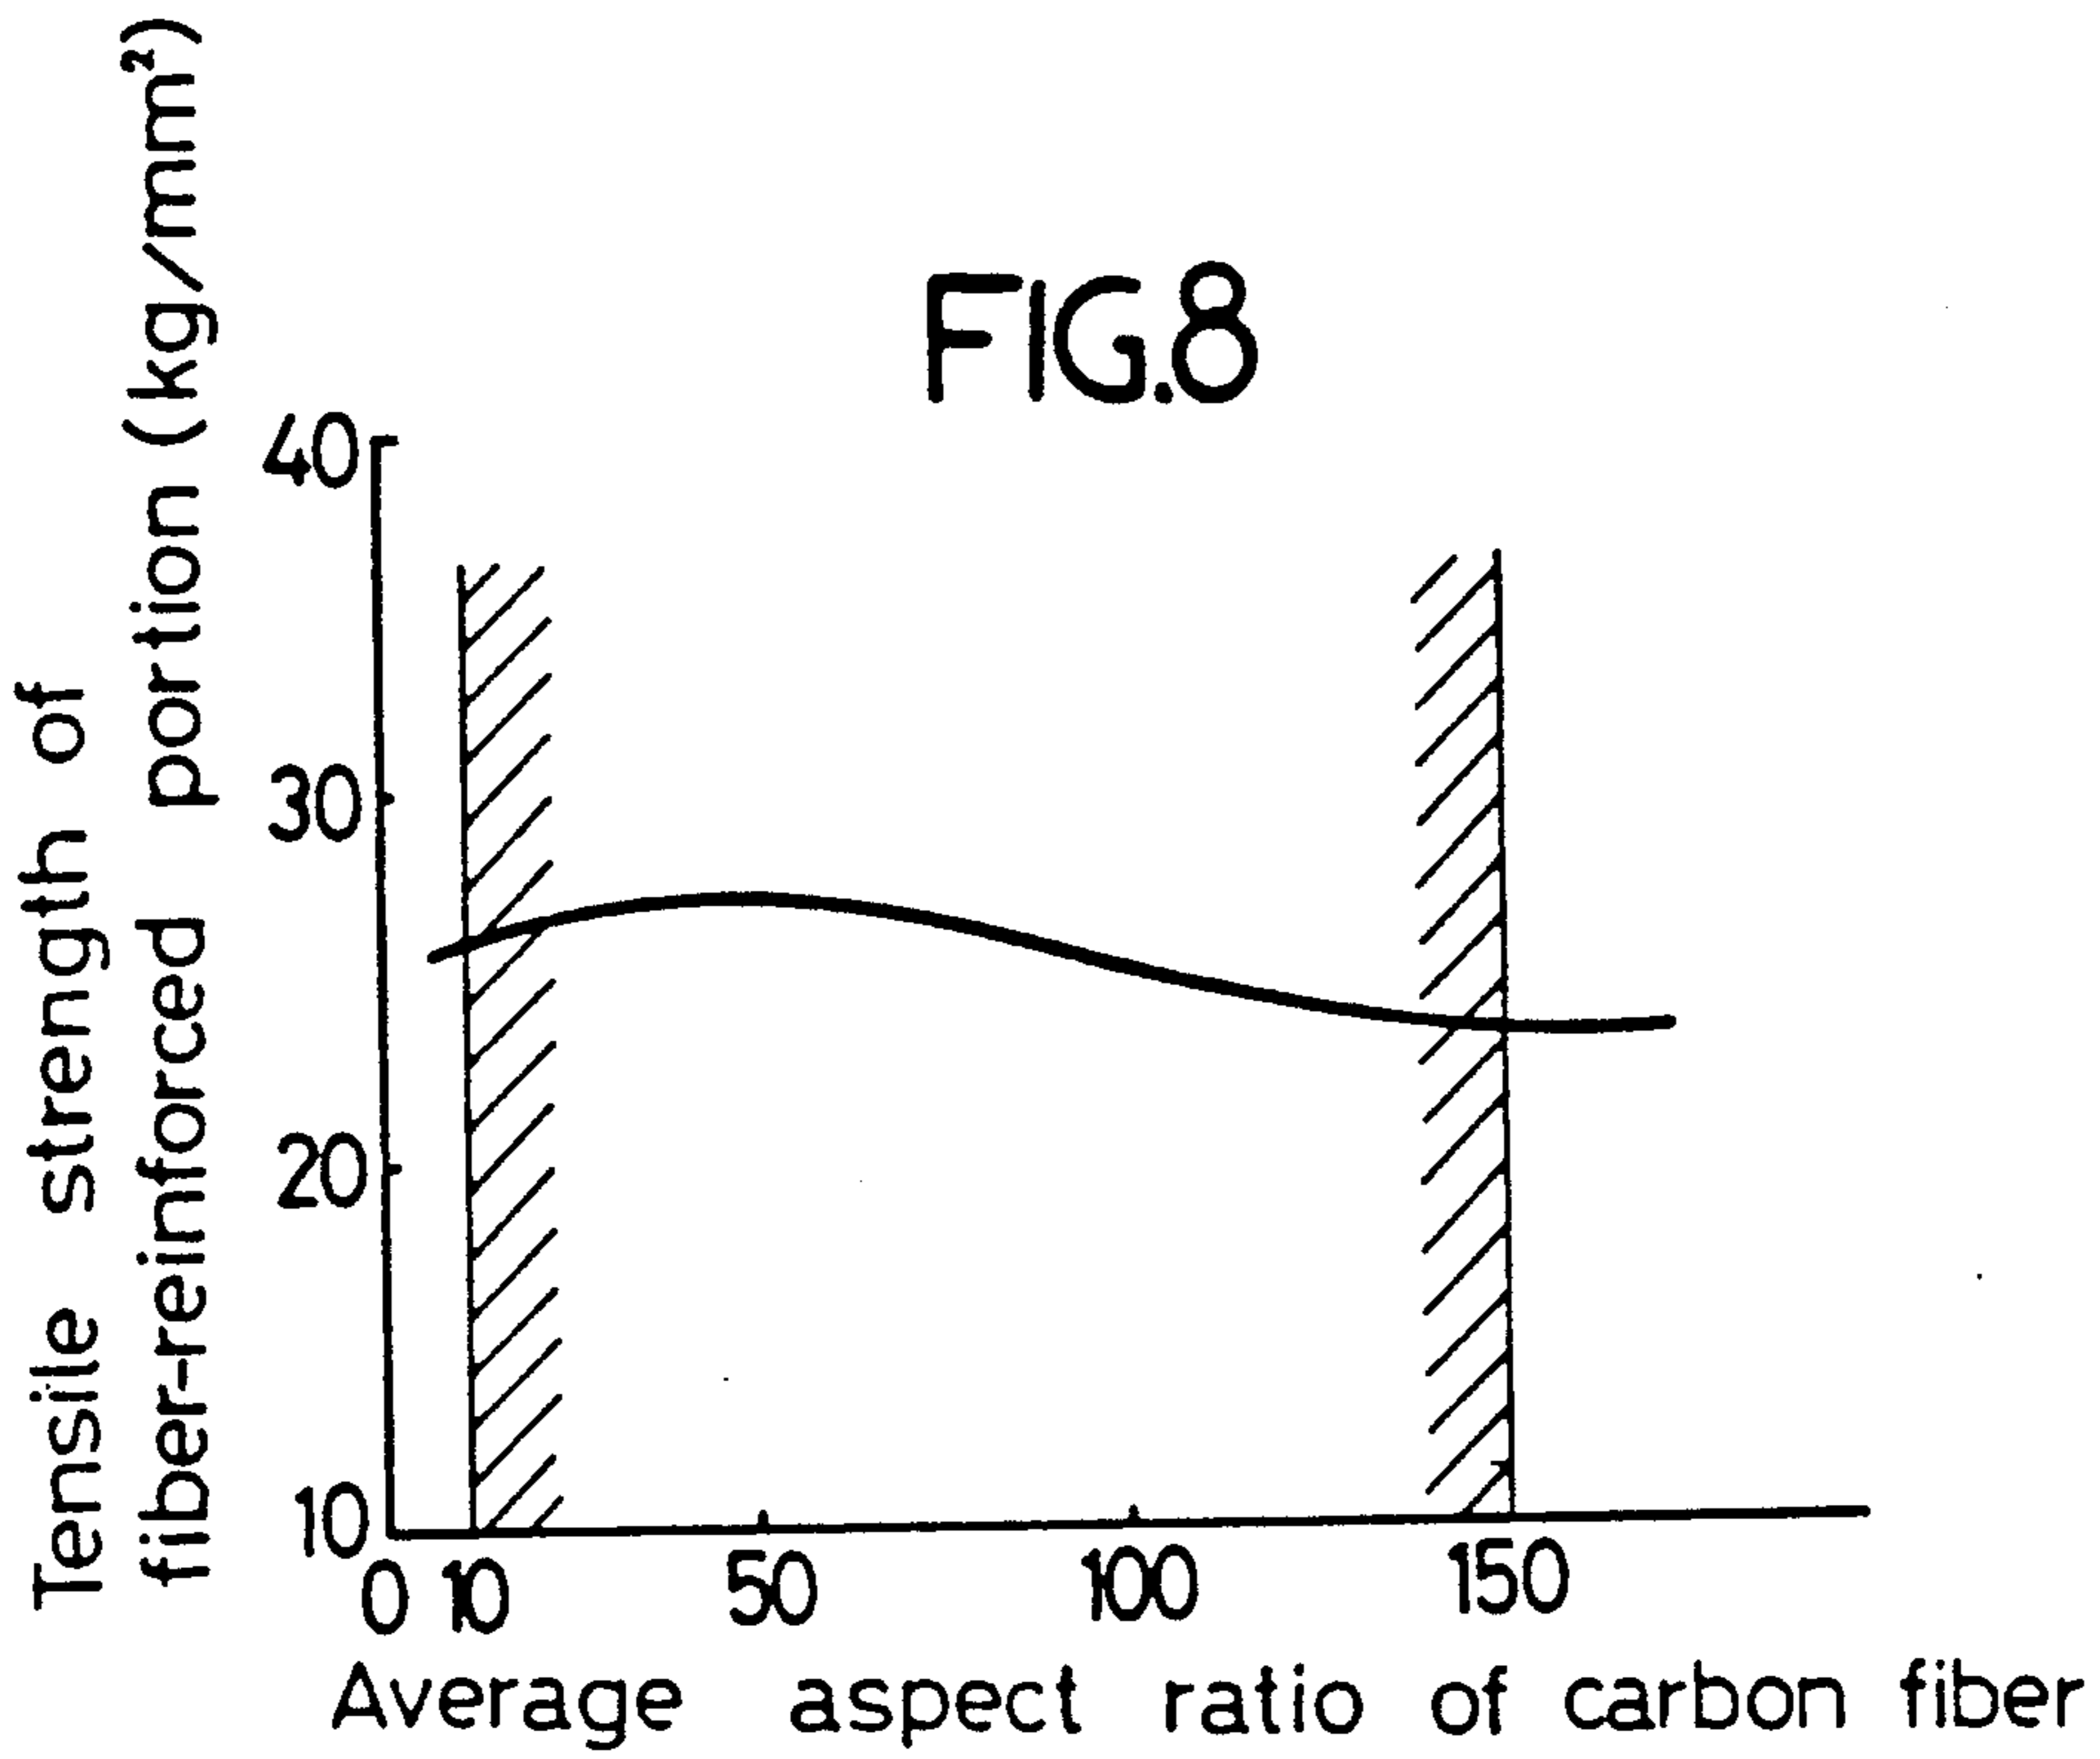 FIG.8
Tensile strength of
fiber-reinforced portion (kg/mm²)
40
30
20
10
0 10 50 100 150
Average aspect ratio of carbon fiber